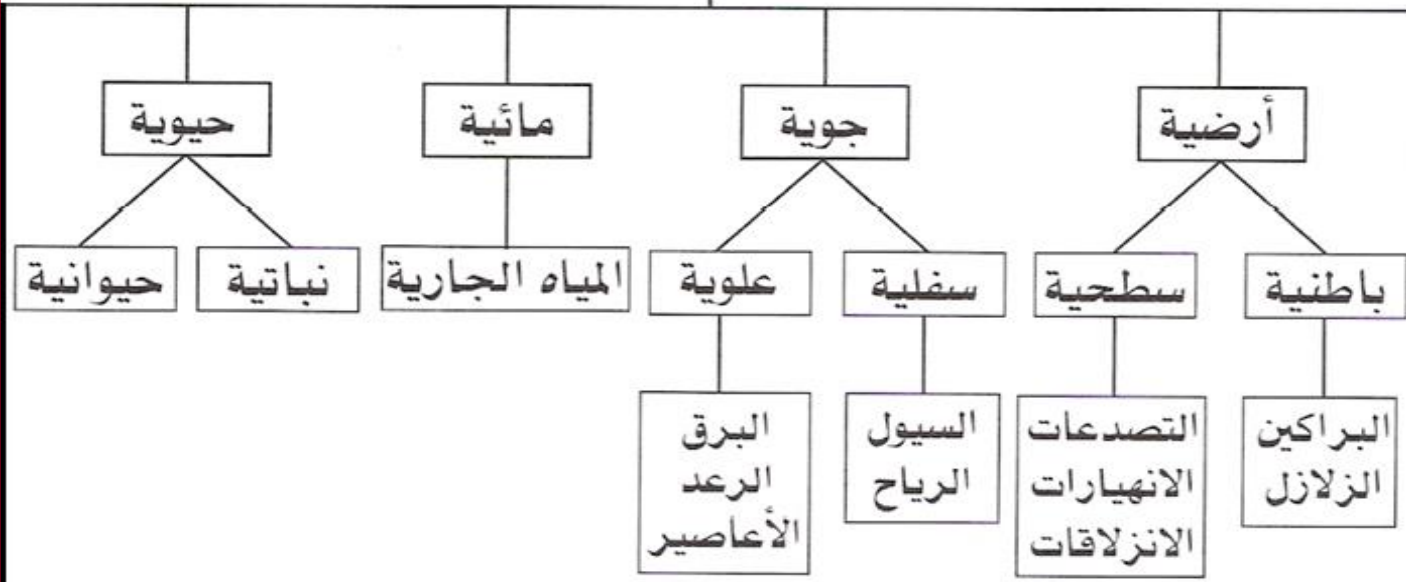 أرضية
جوية
مائية
حيوية
باطنية
سطحية
سفلية
علوية
المياه الجارية
نباتية
حيوانية
البراكين
الزلازل
التصدعات
الانهيارات
الانزلاقات
السيول
الرياح
البرق
الرعد
الأعاصير